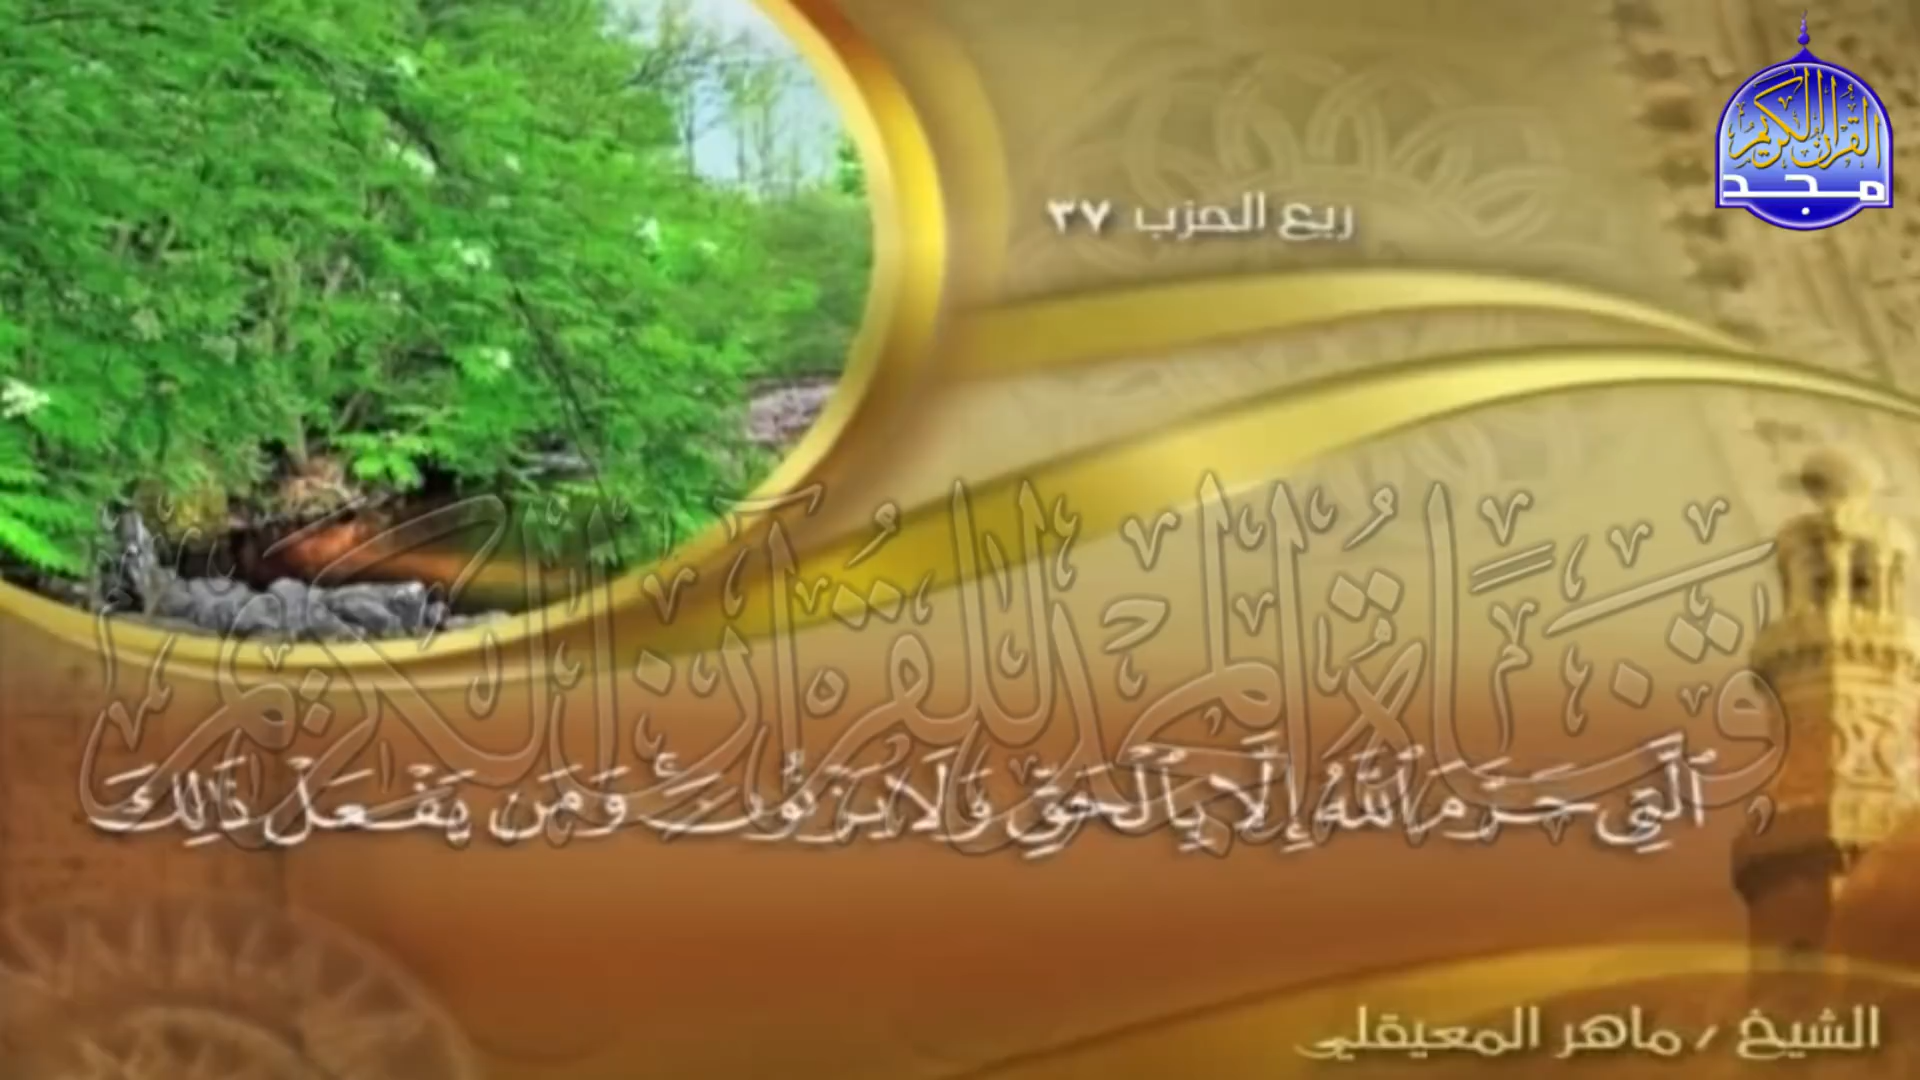 القرآن الكريم
مجد
ربع الحزب ٣٧
قناة المجد للقرآن الكريم
ٱلَّتِي حَرَّمَ ٱللَّهُ إِلَّا بِٱلْحَقِّ وَلَا يَزْنُونَ ۚ وَمَن يَفْعَلْ ذَٰلِكَ
الشيخ / ماهر المعيقلي